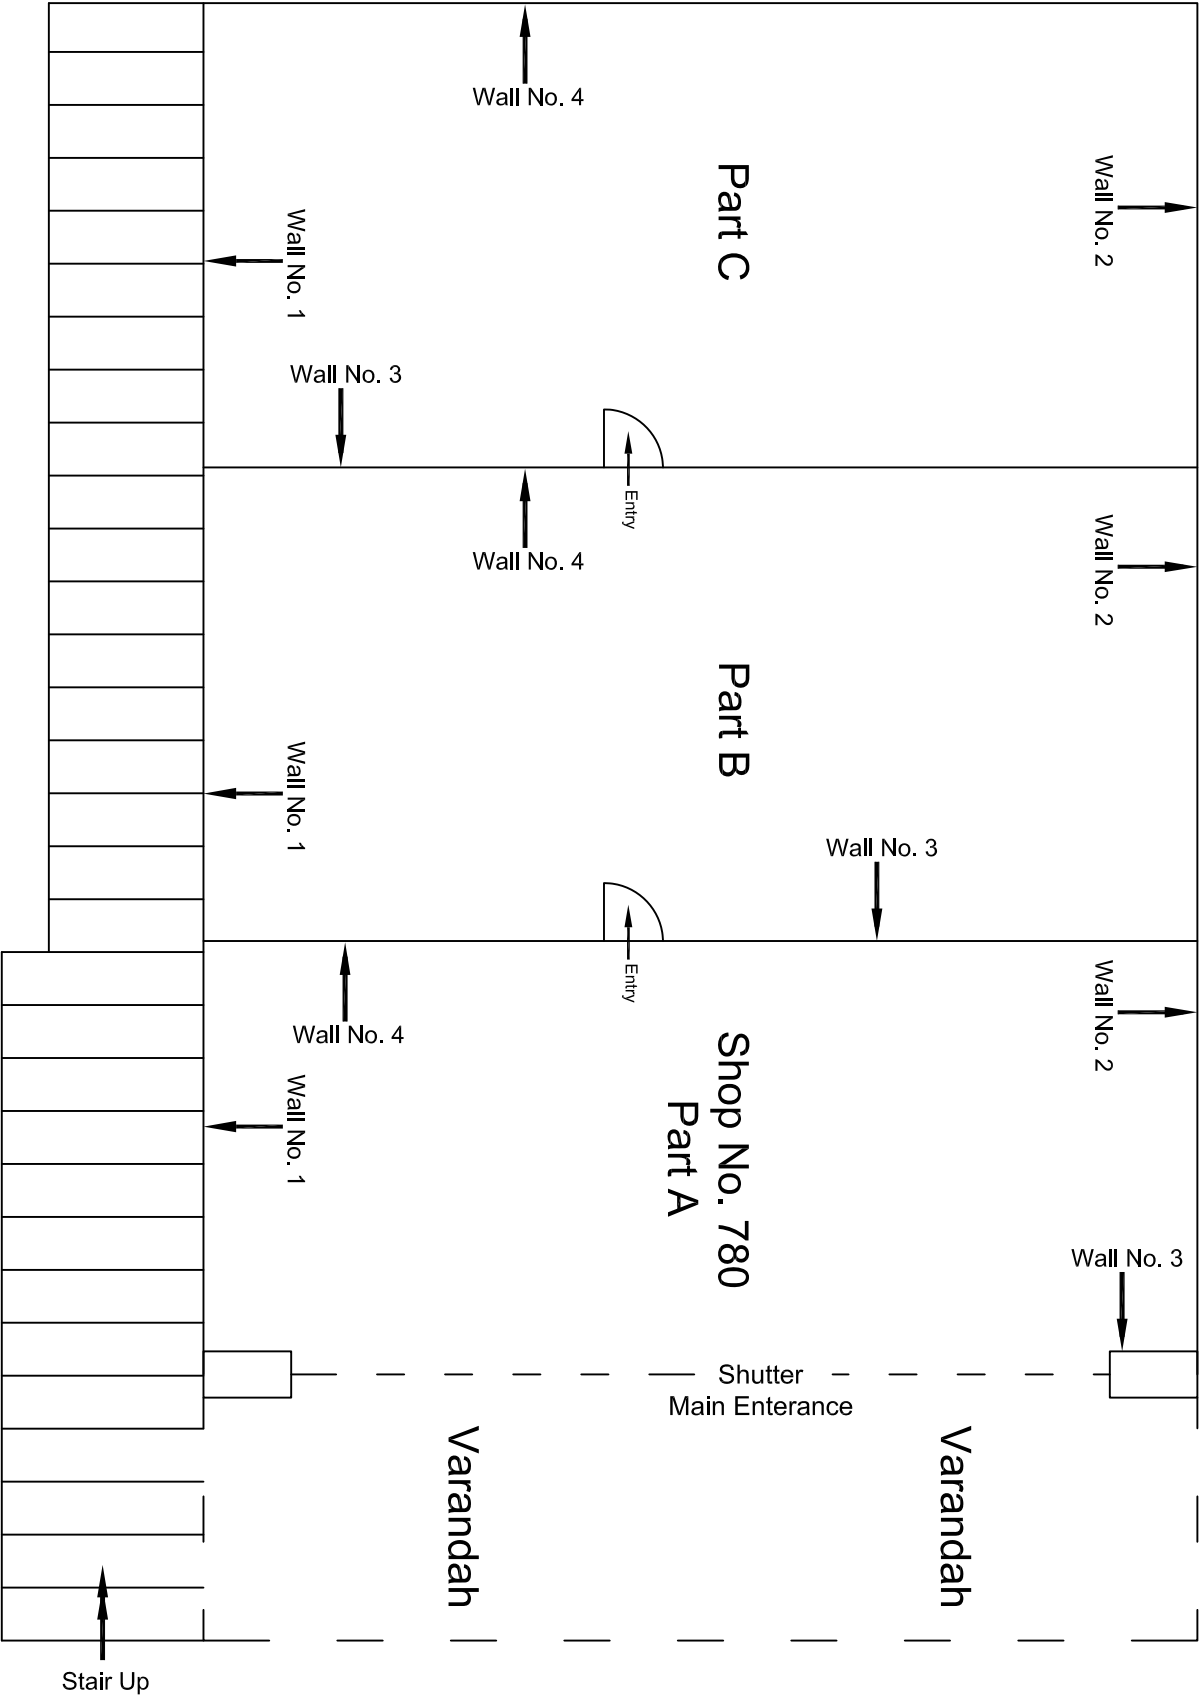 Wall No. 4
Wall No. 2
Part C
Wall No. 1
Wall No. 3
Entry
Wall No. 4
Wall No. 2
Part B
Wall No. 1
Wall No. 3
Entry
Wall No. 4
Wall No. 2
Shop No. 780
Part A
Wall No. 1
Wall No. 3
Shutter
Main Enterance
Varandah
Varandah
Stair Up